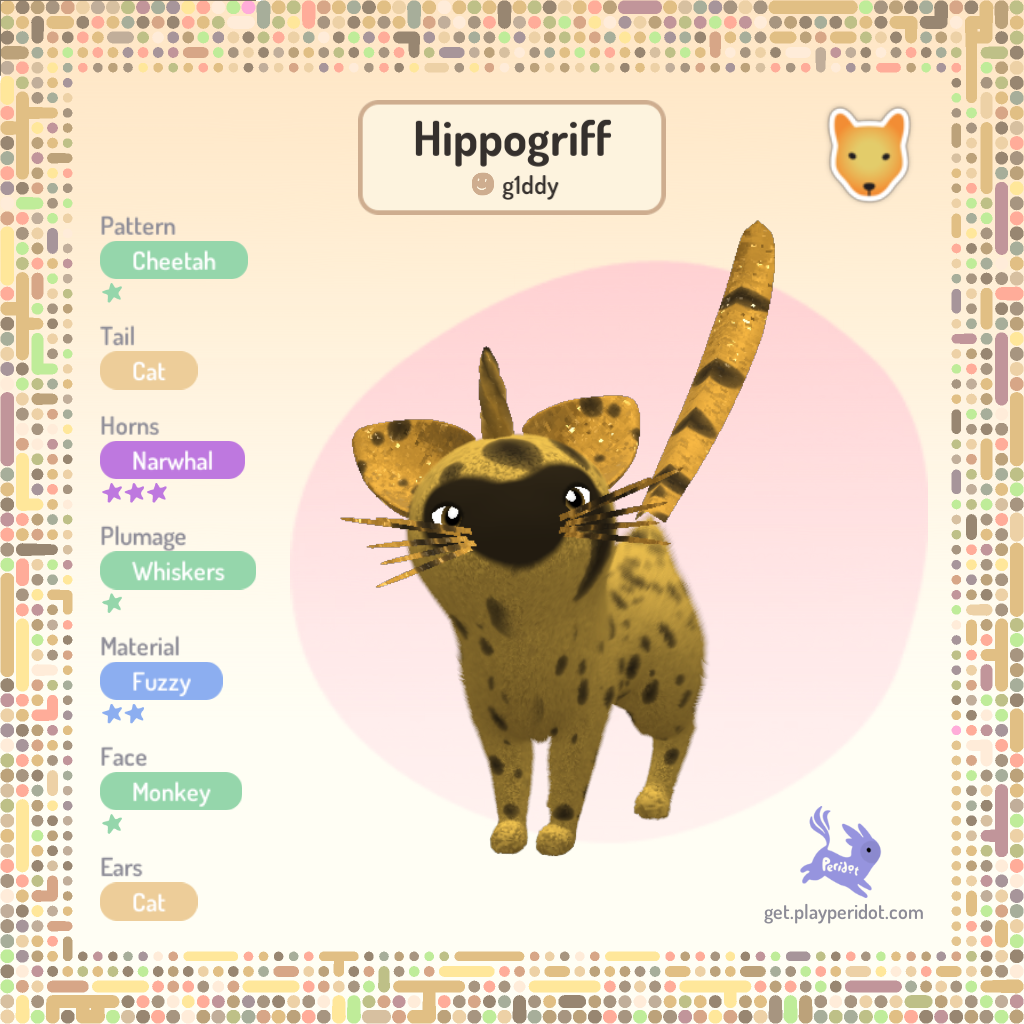 Hippogriff
g1ddy
Pattern
Cheetah
Tail
Cat
Horns
Narwhal
Plumage
Whiskers
Material
Fuzzy
Face
Monkey
Ears
Cat
Peridot
get.playperidot.com